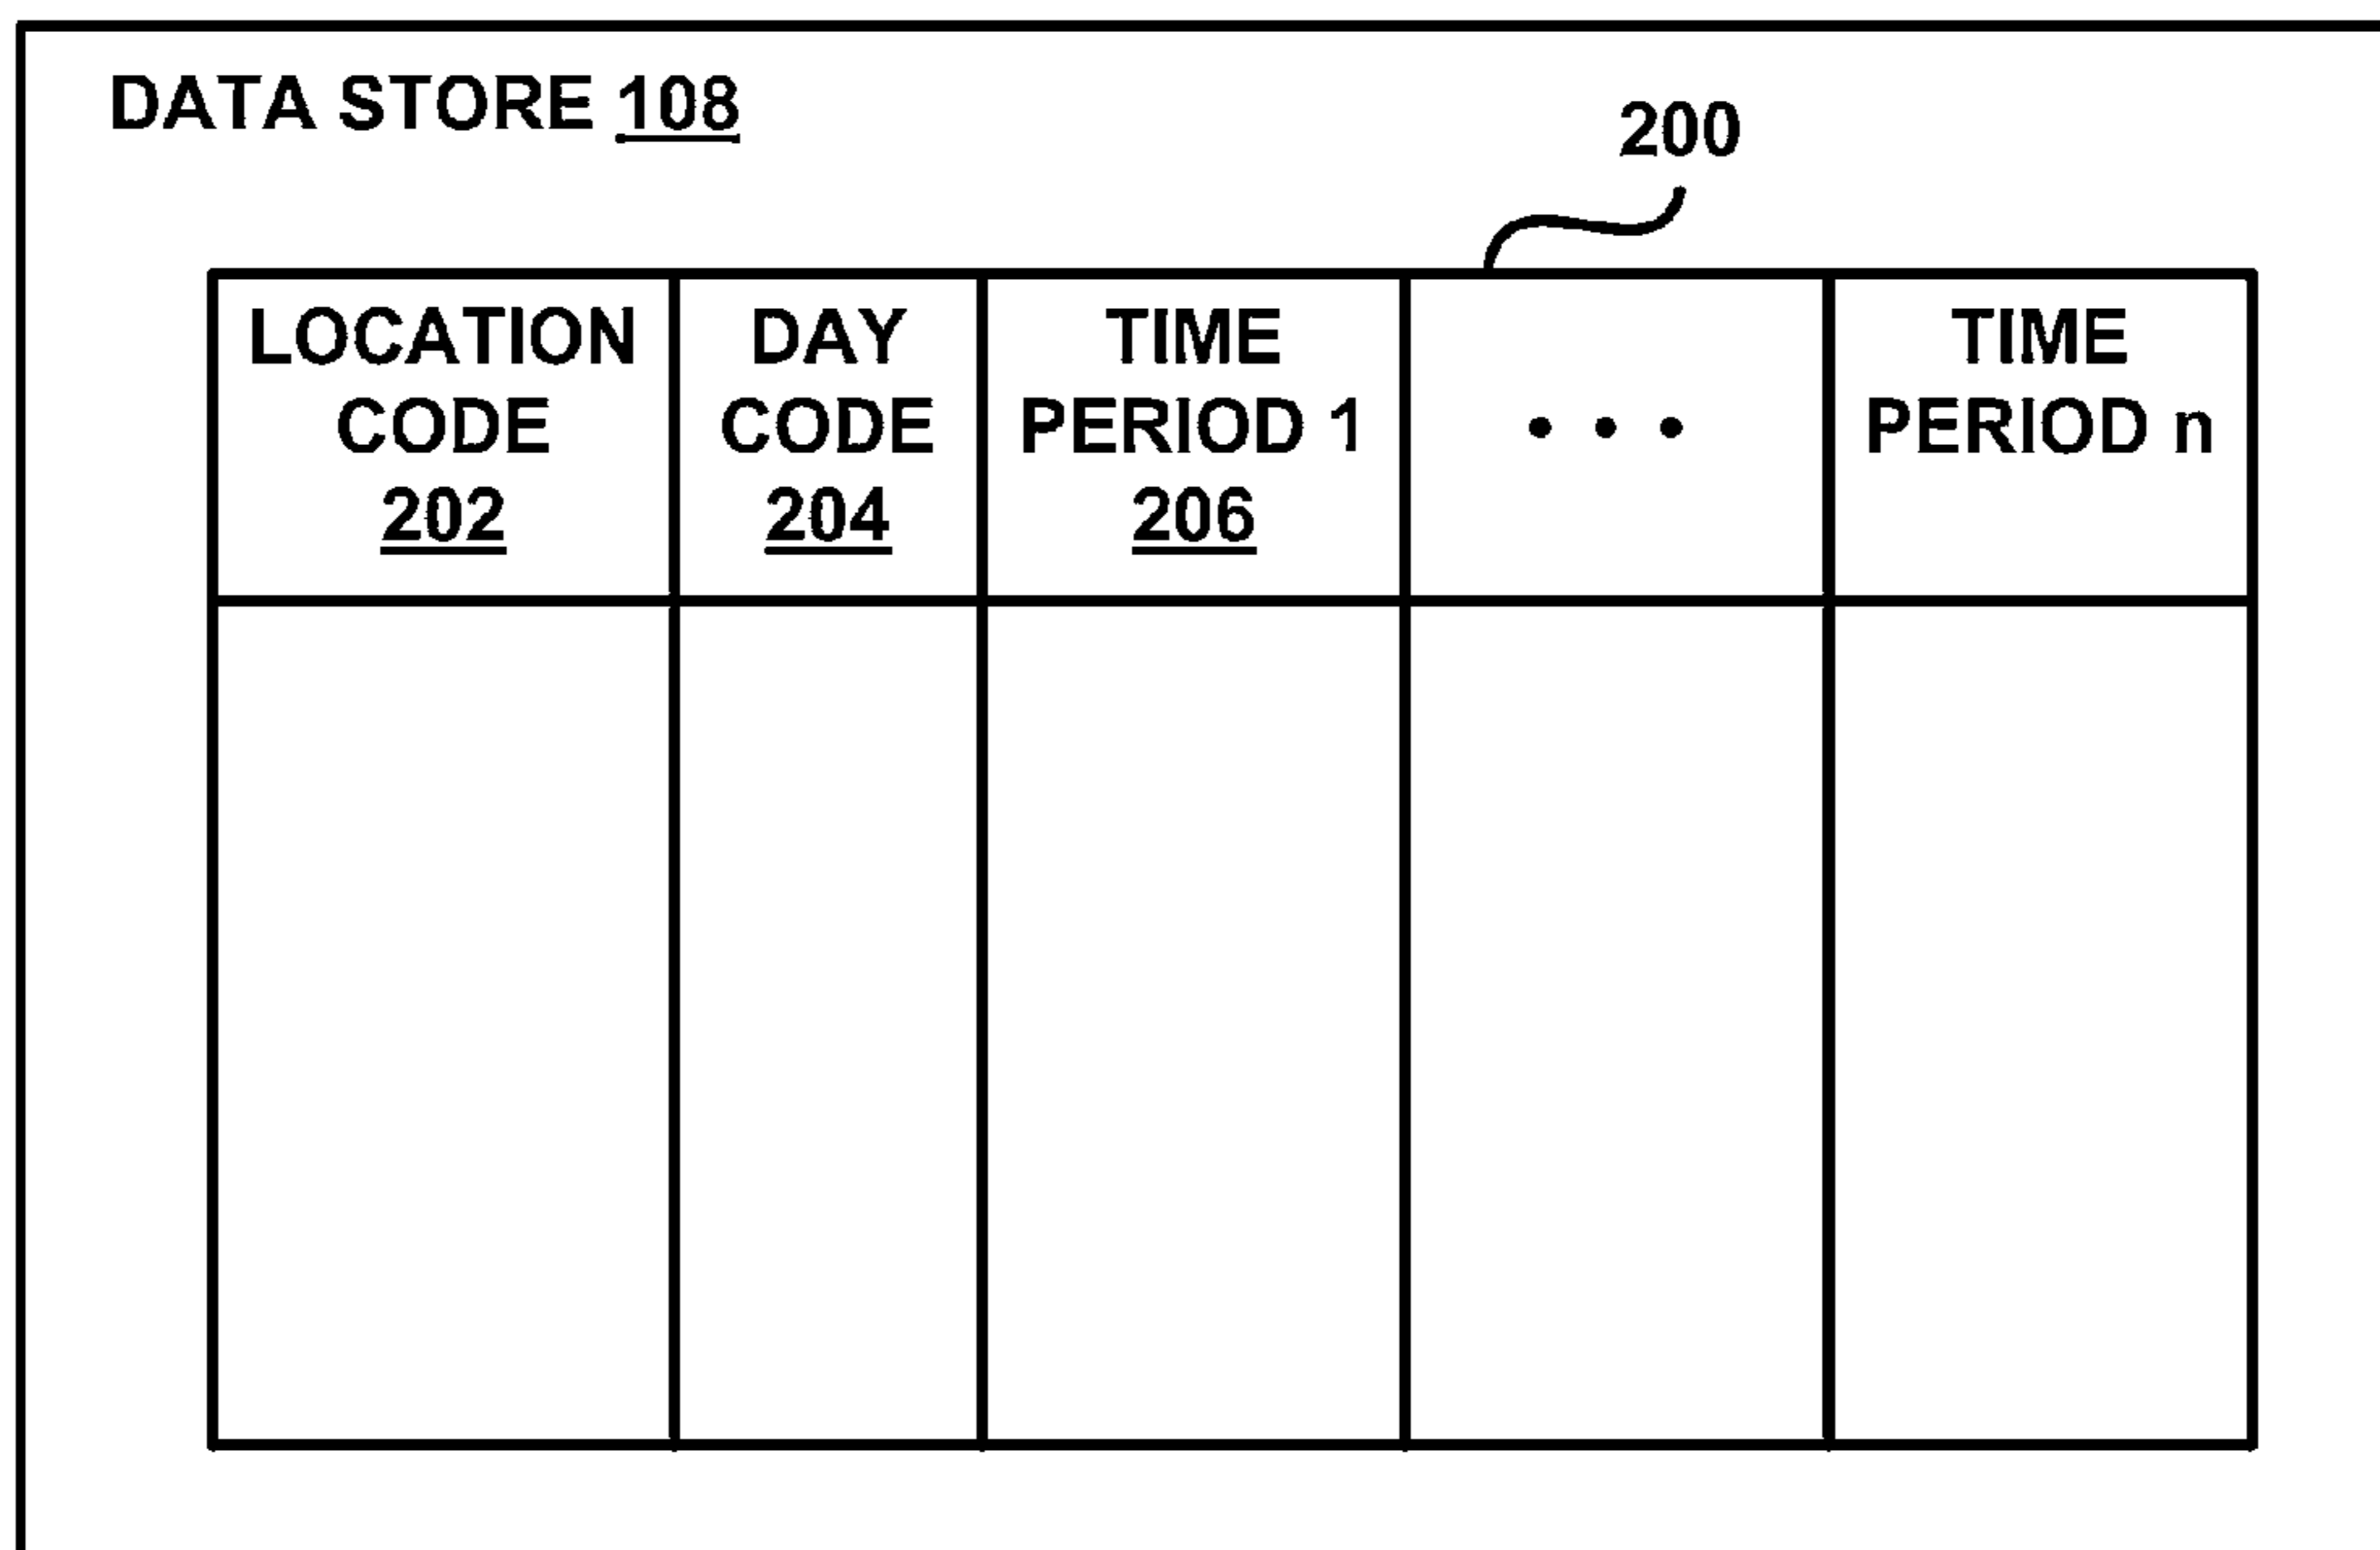 DATA STORE 108
200
LOCATION
CODE
202
DAY
CODE
204
TIME
PERIOD 1
206
• • •
TIME
PERIOD n